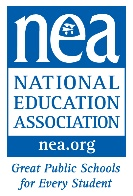 nea
NATIONAL
EDUCATION
ASSOCIATION
nea.org
Great Public Schools
for Every Student